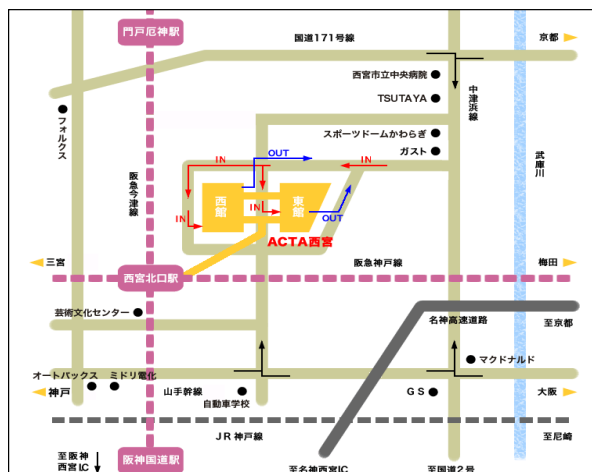 門戸厄神駅
国道171号線
京都
西宮市立中央病院
TSUTAYA
中津浜線
フォルクス
スポーツドームかわらぎ
ガスト
武庫川
阪急今津線
IN
OUT
IN
西館
東館
IN
IN
OUT
ACTA西宮
三宮
西宮北口駅
阪急神戸線
梅田
芸術文化センター
名神高速道路
至京都
マクドナルド
オートバックス
ミドリ電化
神戸
山手幹線
自動車学校
GS
大阪
JR神戸線
至尼崎
至阪神
西宮IC
阪神国道駅
至名神西宮IC
至国道2号